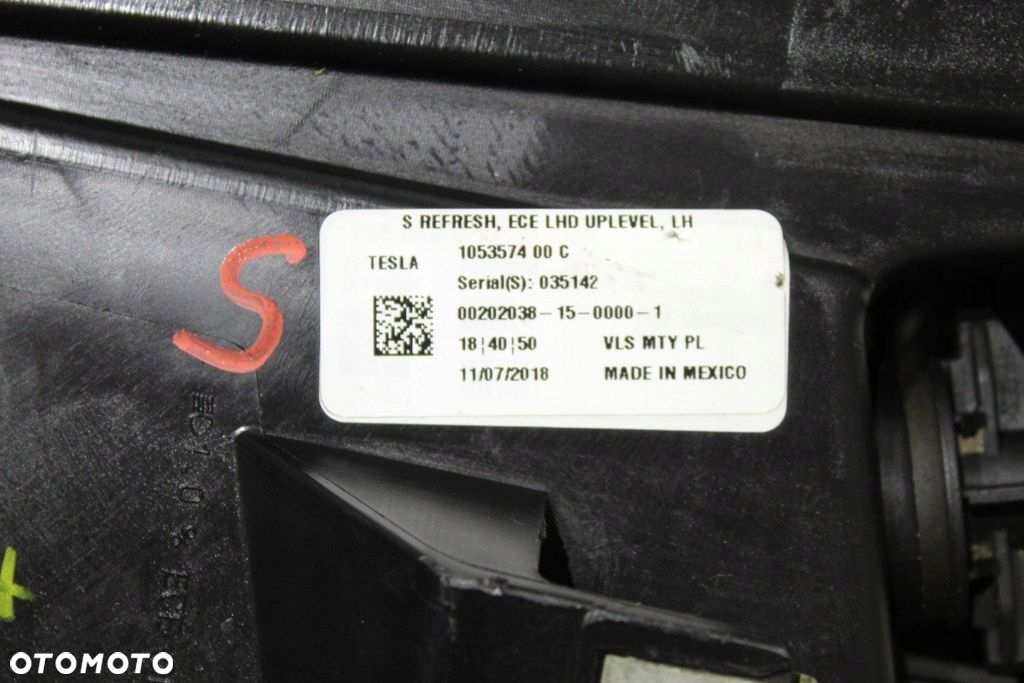 S REFRESH, ECE LHD UPLEVEL, LH
TESLA
1053574 00 C
Serial(S): 035142
00202038-15-0000-1
18¦40¦50 VLS MTY PL
11/07/2018 MADE IN MEXICO
S
OTOMOTO